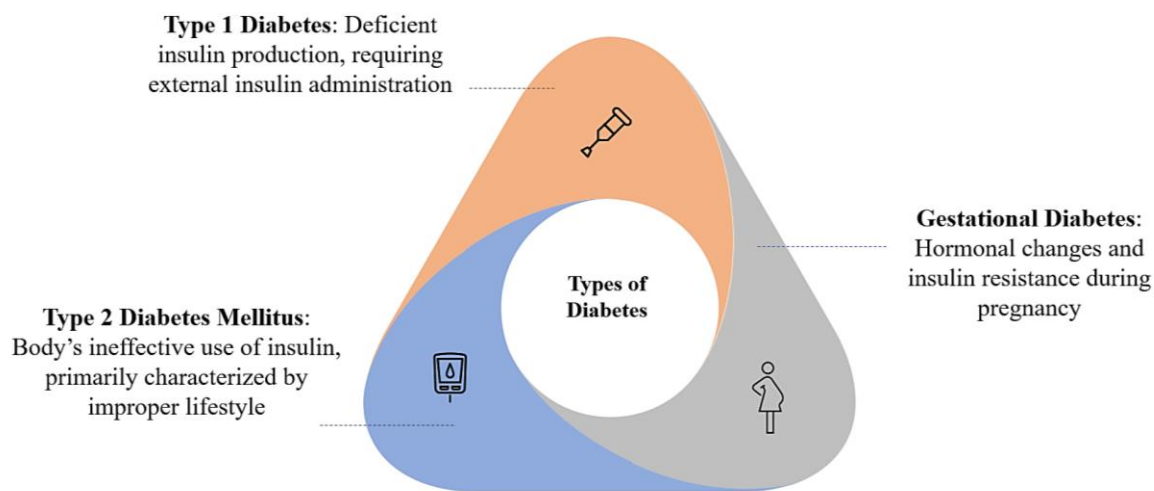 Type 1 Diabetes: Deficient
insulin production, requiring
external insulin administration
Gestational Diabetes:
Hormonal changes and
insulin resistance during
pregnancy
Types of
Diabetes
Type 2 Diabetes Mellitus:
Body’s ineffective use of insulin,
primarily characterized by
improper lifestyle